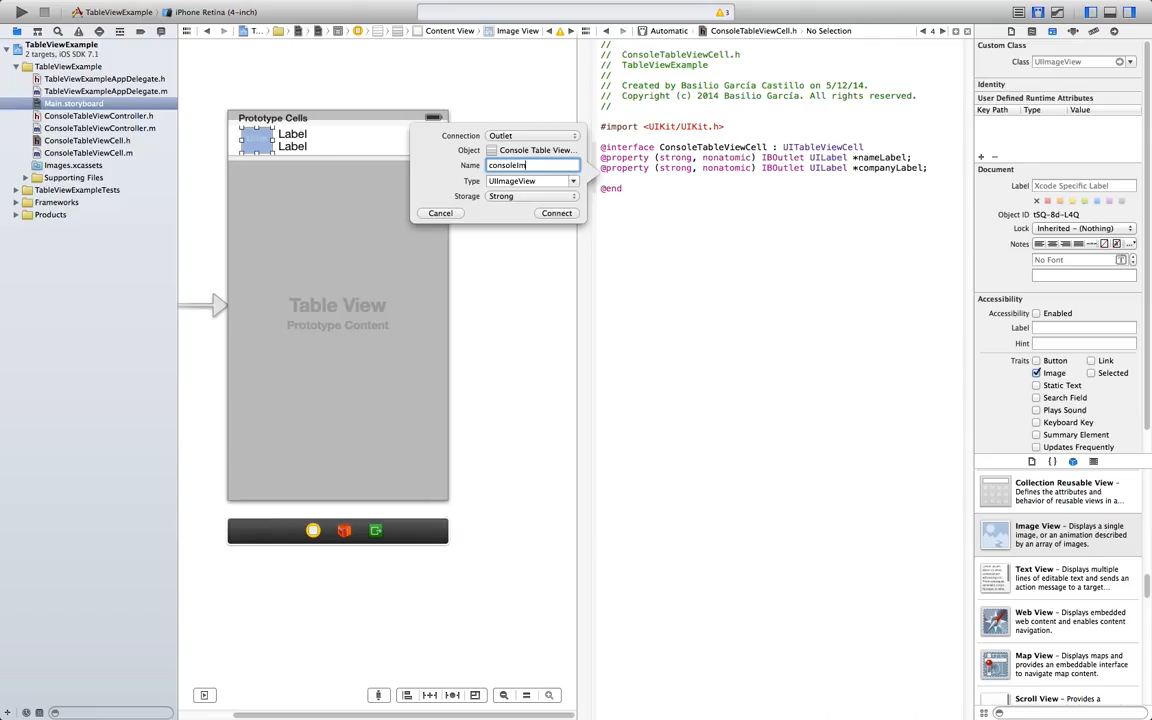 TableViewExample
iPhone Retina (4-inch)
3
T...
Content View
Image View
Automatic
ConsoleTableViewCell.h
No Selection
4
TableViewExample
2 targets, iOS SDK 7.1
TableViewExample
TableViewExampleAppDelegate.h
TableViewExampleAppDelegate.m
Main.storyboard
ConsoleTableViewController.h
ConsoleTableViewController.m
ConsoleTableViewCell.h
ConsoleTableViewCell.m
Images.xcassets
Supporting Files
TableViewExampleTests
Frameworks
Products
Prototype Cells
Label
Label
Table View
Prototype Content
Connection Outlet
Object Console Table View...
Name consoleIm
Type UIImageView
Storage Strong
Cancel Connect
//
// ConsoleTableViewCell.h
// TableViewExample
//
// Created by Basilio García Castillo on 5/12/14.
// Copyright (c) 2014 Basilio García. All rights reserved.
//
#import <UIKit/UIKit.h>
@interface ConsoleTableViewCell : UITableViewCell
@property (strong, nonatomic) IBOutlet UILabel *nameLabel;
@property (strong, nonatomic) IBOutlet UILabel *companyLabel;
@end
Custom Class
Class UIImageView
Identity
User Defined Runtime Attributes
Key Path Type Value
Document
Label Xcode Specific Label
Object ID tSQ-8d-L4Q
Lock Inherited - (Nothing)
Notes
No Font
Accessibility
Accessibility Enabled
Label
Hint
Traits Button Link
Image Selected
Static Text
Search Field
Plays Sound
Keyboard Key
Summary Element
Updates Frequently
Collection Reusable View -
Defines the attributes and
behavior of reusable views in a...
Image View - Displays a single
image, or an animation described
by an array of images.
Text View - Displays multiple
lines of editable text and sends an
action message to a target...
Web View - Displays embedded
web content and enables content
navigation.
Map View - Displays maps and
provides an embeddable interface
to navigate map content.
Scroll View - Provides a